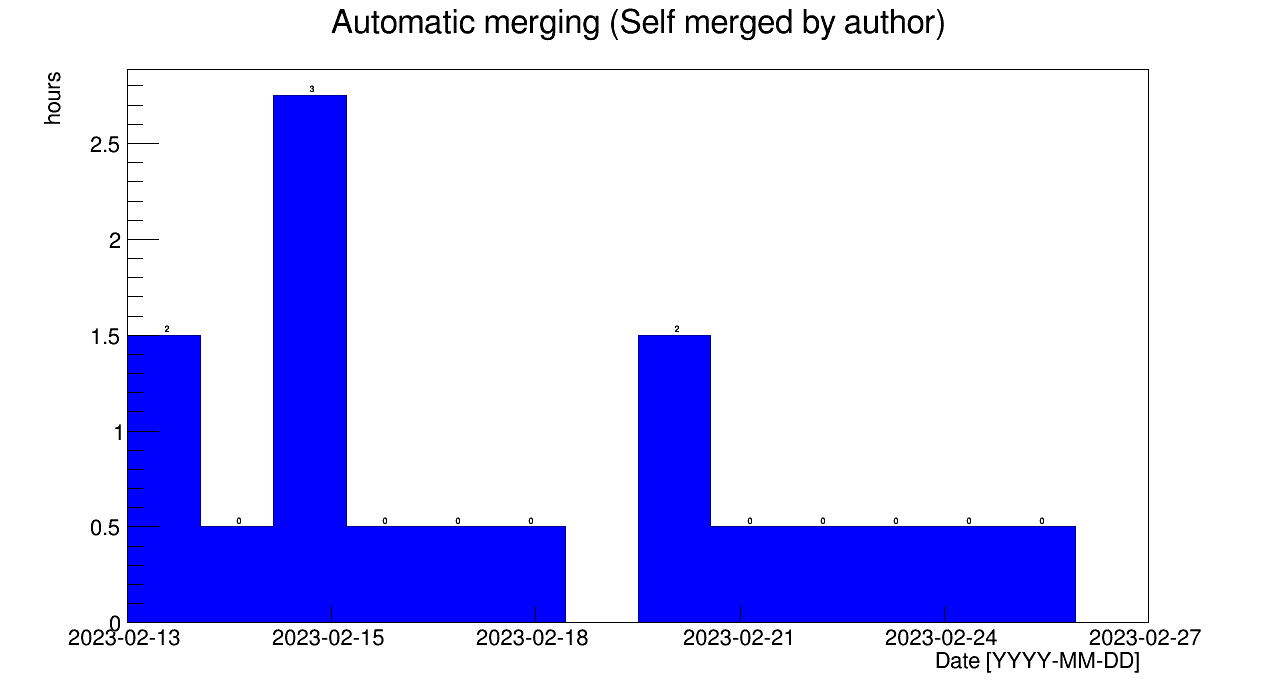 Automatic merging (Self merged by author)
hours
2.5
2
1.5
1
0.5
0
3
2
2
0 0 0 0 0 0 0 0 0
2023-02-13 2023-02-15 2023-02-18 2023-02-21 2023-02-24 2023-02-27
Date [YYYY-MM-DD]